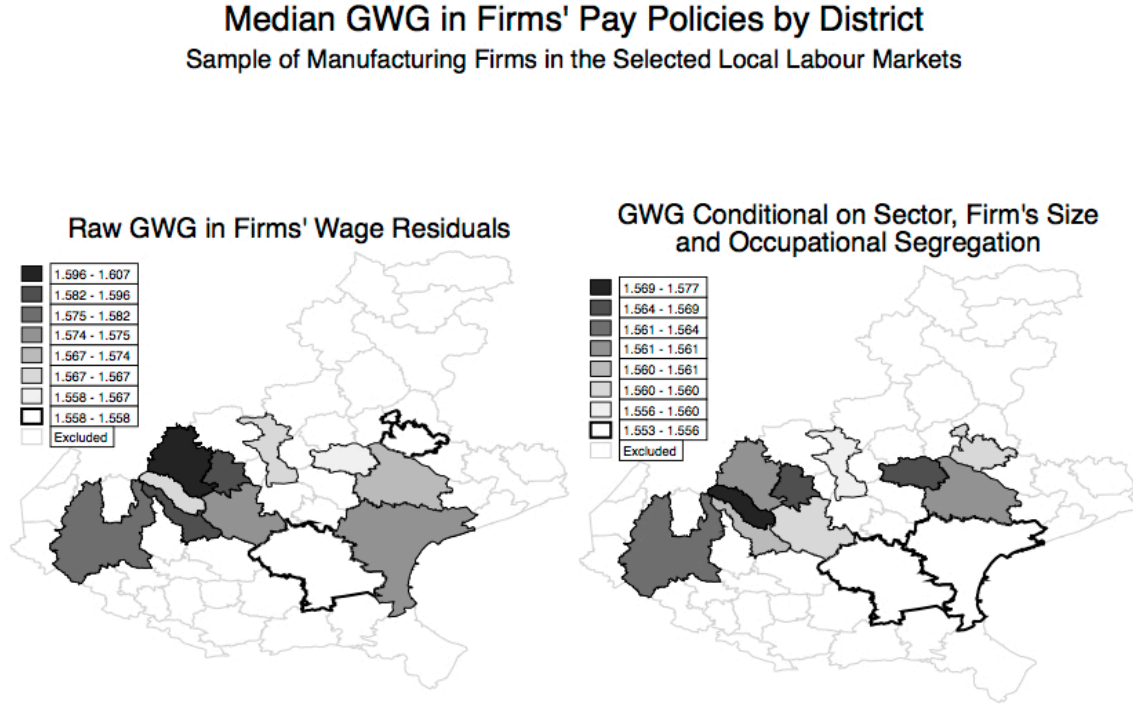 Median GWG in Firms' Pay Policies by District
Sample of Manufacturing Firms in the Selected Local Labour Markets
Raw GWG in Firms' Wage Residuals
1.596 - 1.607
1.582 - 1.596
1.575 - 1.582
1.574 - 1.575
1.567 - 1.574
1.567 - 1.567
1.558 - 1.567
1.558 - 1.558
Excluded
GWG Conditional on Sector, Firm's Size
and Occupational Segregation
1.569 - 1.577
1.564 - 1.569
1.561 - 1.564
1.561 - 1.561
1.560 - 1.561
1.560 - 1.560
1.556 - 1.560
1.553 - 1.556
Excluded